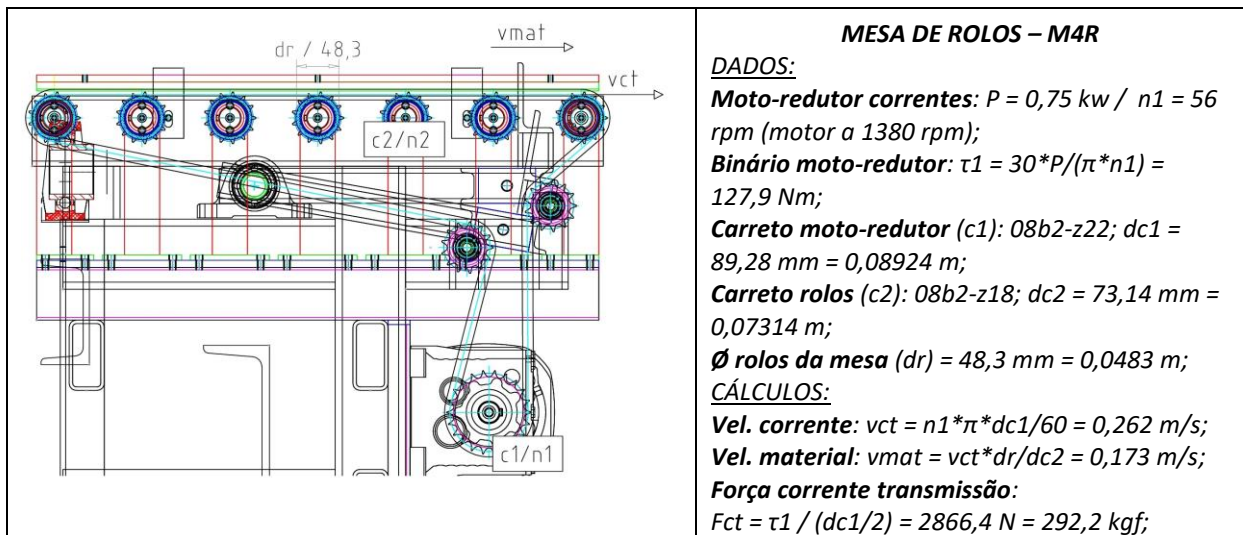 dr / 48,3
vmat
vct
c2/n2
c1/n1
MESA DE ROLOS – M4R
DADOS:
Moto-redutor correntes: P = 0,75 kw / n1 = 56
rpm (motor a 1380 rpm);
Binário moto-redutor: τ1 = 30*P/(π*n1) =
127,9 Nm;
Carreto moto-redutor (c1): 08b2-z22; dc1 =
89,28 mm = 0,08924 m;
Carreto rolos (c2): 08b2-z18; dc2 = 73,14 mm =
0,07314 m;
Ø rolos da mesa (dr) = 48,3 mm = 0,0483 m;
CÁLCULOS:
Vel. corrente: vct = n1*π*dc1/60 = 0,262 m/s;
Vel. material: vmat = vct*dr/dc2 = 0,173 m/s;
Força corrente transmissão:
Fct = τ1 / (dc1/2) = 2866,4 N = 292,2 kgf;